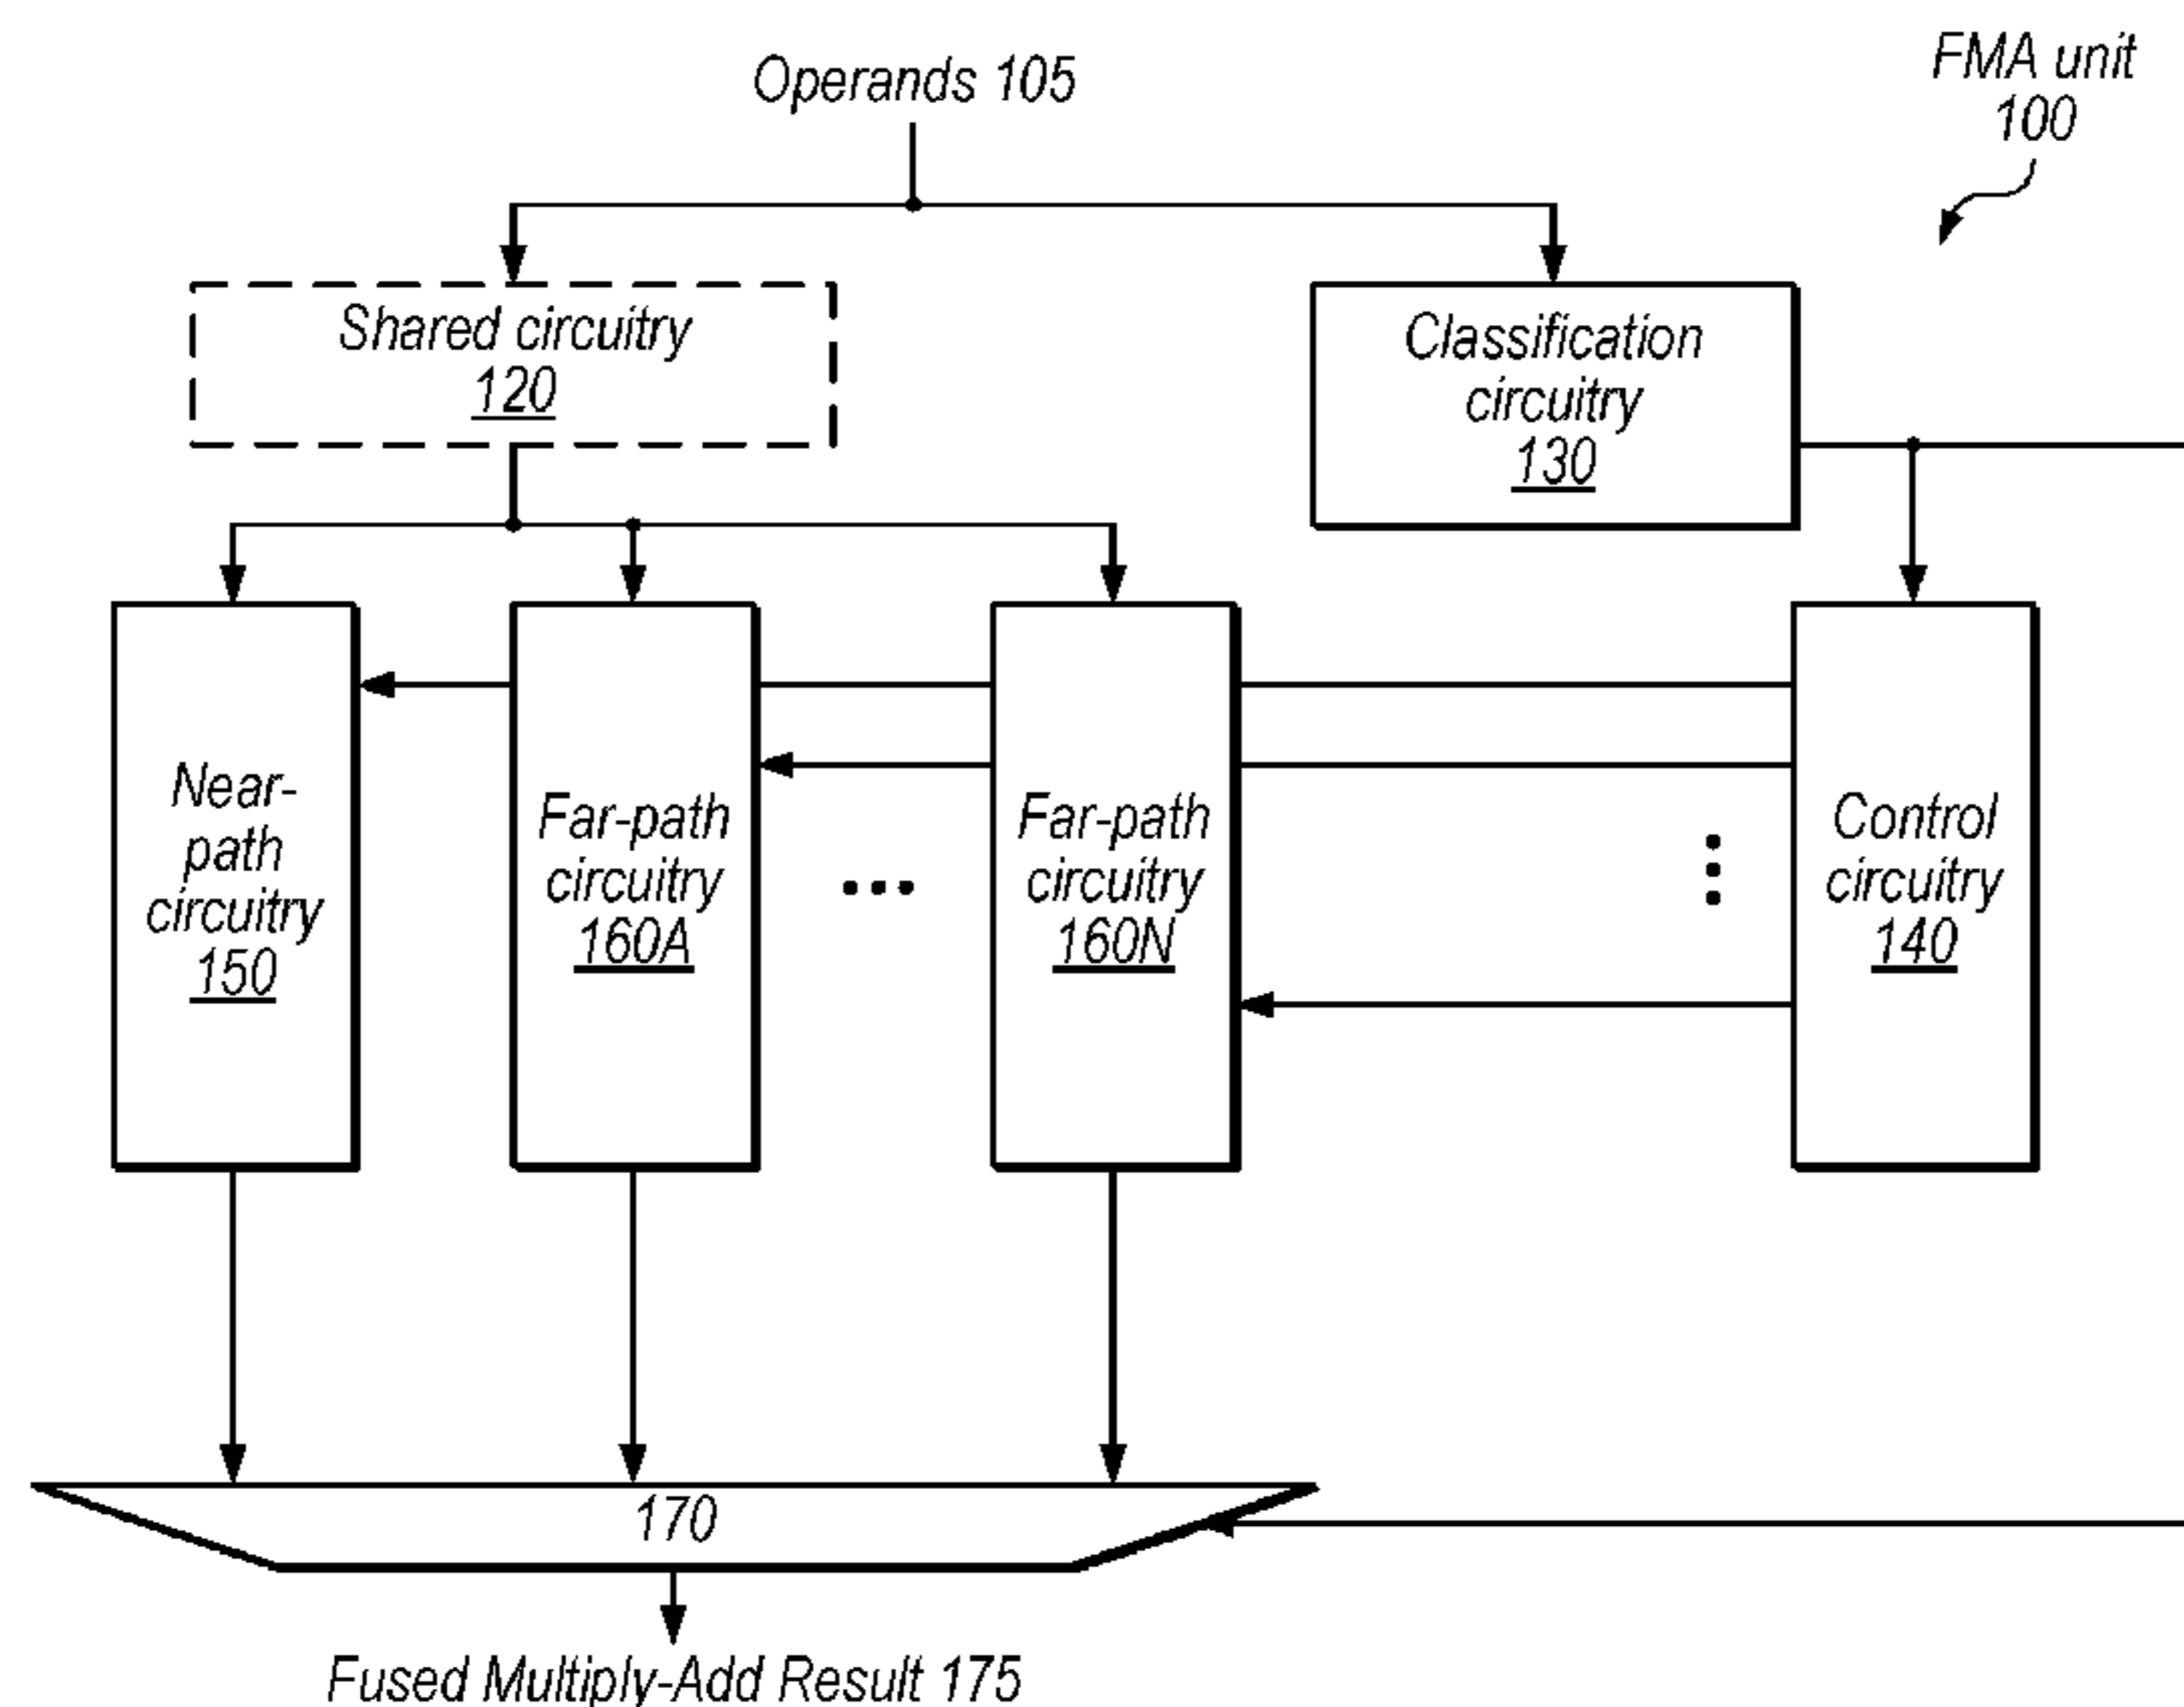 Operands 105
FMA unit
100
Shared circuitry
120
Classification
circuitry
130
Near-
path
circuitry
150
Far-path
circuitry
160A
Far-path
circuitry
160N
Control
circuitry
140
170
Fused Multiply-Add Result 175